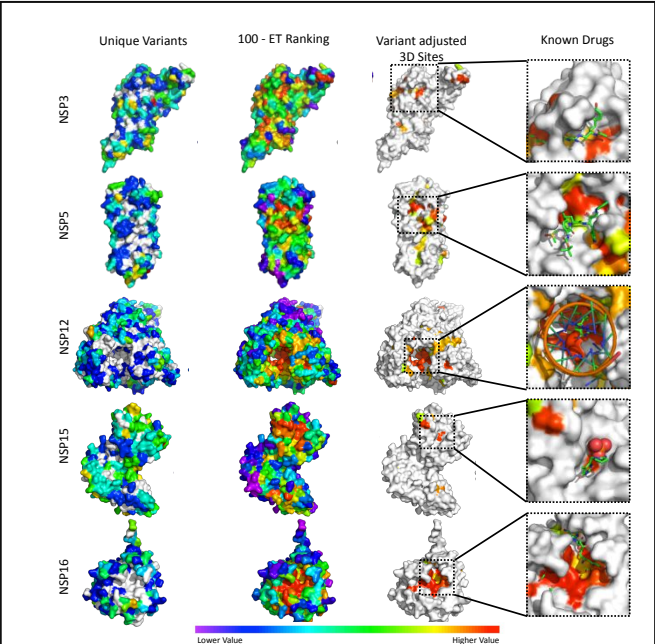 Unique Variants
100 - ET Ranking
Variant adjusted
3D Sites
Known Drugs
NSP3
NSP5
NSP12
NSP15
NSP16
Lower Value
Higher Value